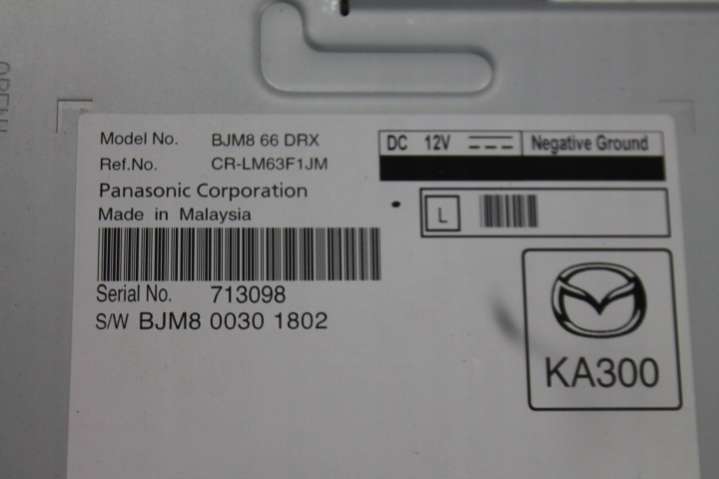 Model No. BJM8 66 DRX
Ref.No. CR-LM63F1JM
Panasonic Corporation
Made in Malaysia
Serial No. 713098
S/W BJM8 0030 1802
DC 12V Negative Ground
L
KA300